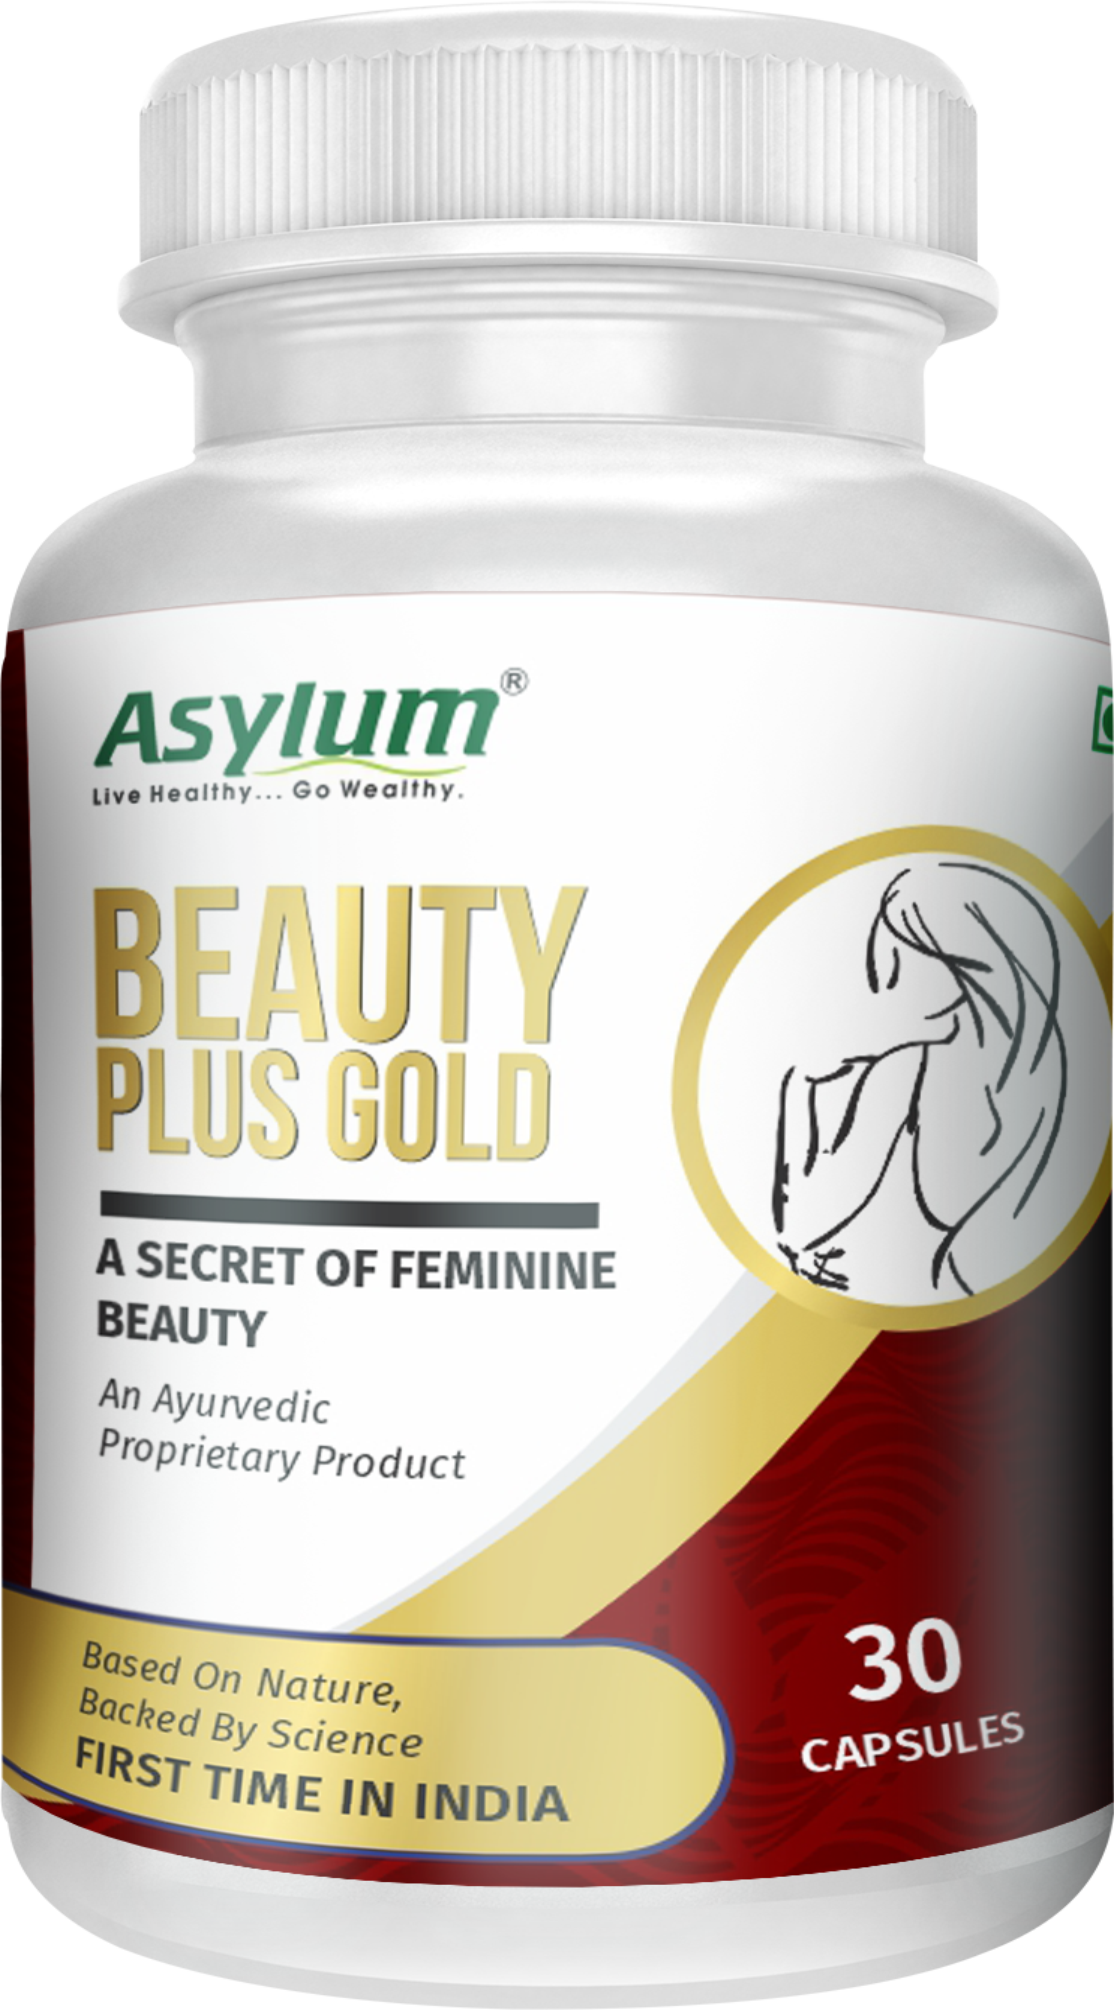 Asylum®
Live Healthy... Go Wealthy.
BEAUTY
PLUS GOLD
A SECRET OF FEMININE
BEAUTY
An Ayurvedic
Proprietary Product
Based On Nature,
Backed By Science
FIRST TIME IN INDIA
30
CAPSULES